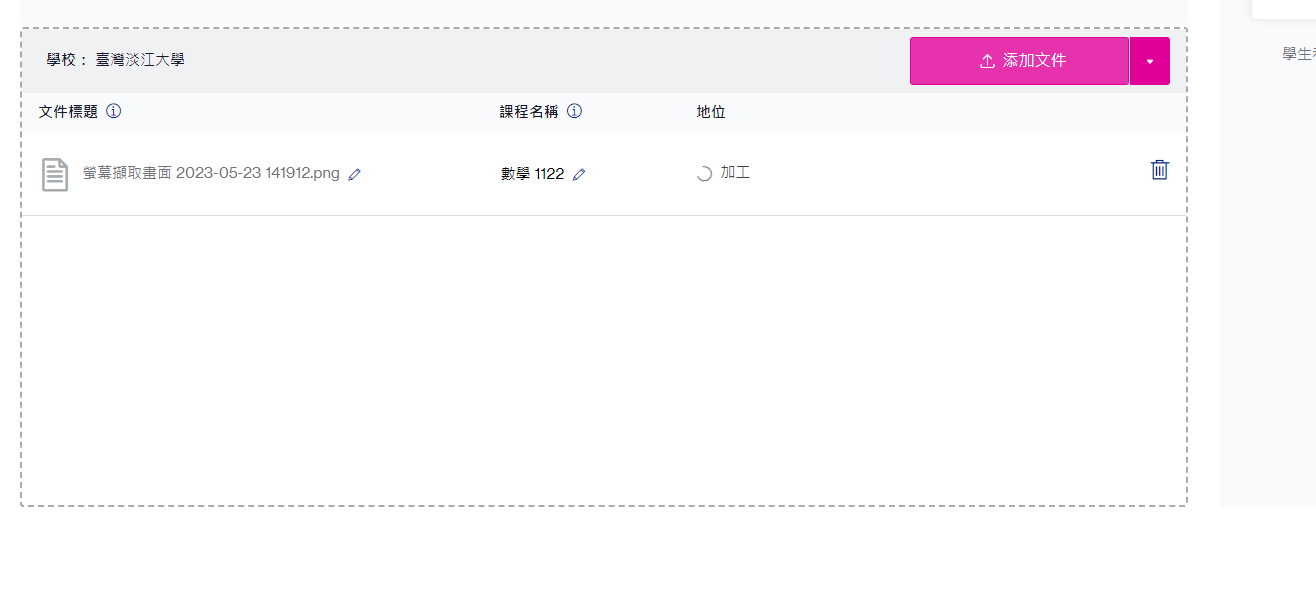 學校： 臺灣淡江大學
添加文件
學生
文件標題
課程名稱
地位
螢幕擷取畫面 2023-05-23 141912.png
數學 1122
加工